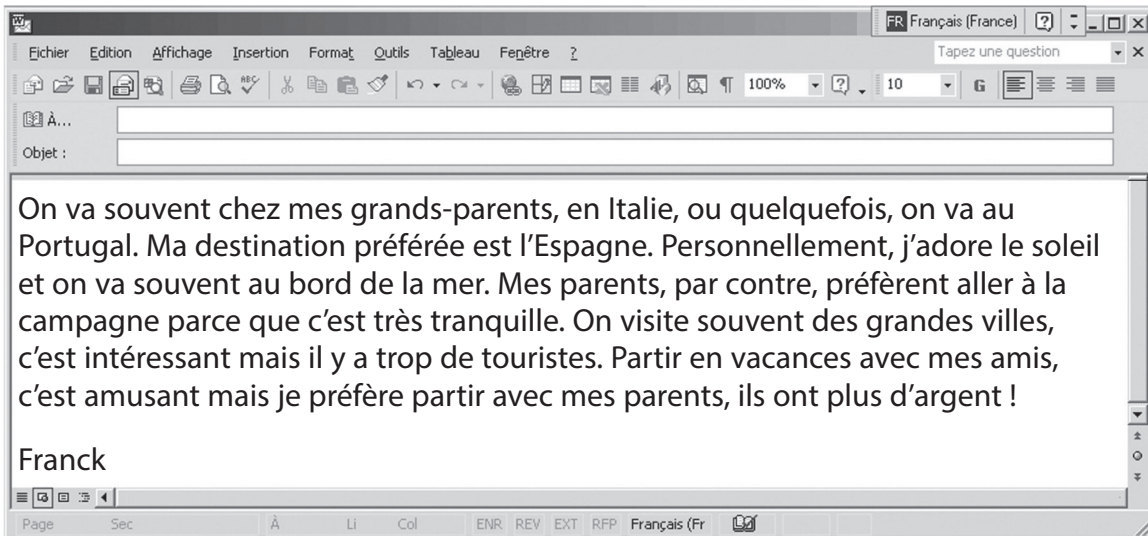 FR Français (France)
Fichier Edition Affichage Insertion Format Outils Tableau Fenêtre ? Tapez une question
100% 10 G
À...
Objet :
On va souvent chez mes grands-parents, en Italie, ou quelquefois, on va au
Portugal. Ma destination préférée est l’Espagne. Personnellement, j’adore le soleil
et on va souvent au bord de la mer. Mes parents, par contre, préfèrent aller à la
campagne parce que c’est très tranquille. On visite souvent des grandes villes,
c’est intéressant mais il y a trop de touristes. Partir en vacances avec mes amis,
c’est amusant mais je préfère partir avec mes parents, ils ont plus d’argent !
Franck
Page Sec À Li Col ENR REV EXT RFP Français (Fr